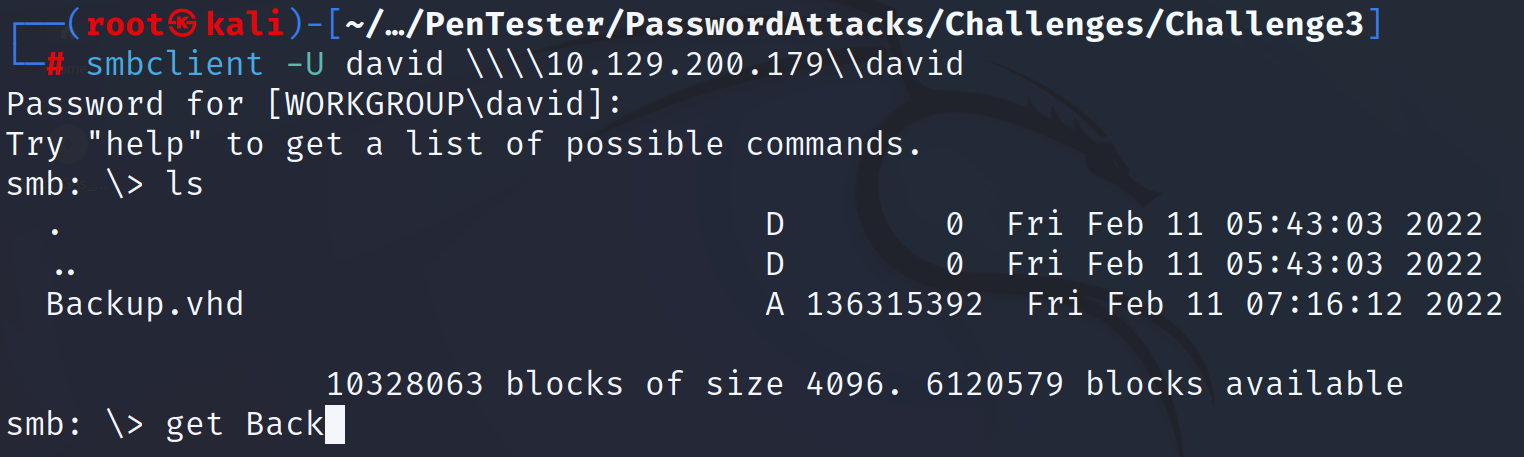 ┌──(root㉿kali)-[~/…/PenTester/PasswordAttacks/Challenges/Challenge3]
└─# smbclient -U david \\\\10.129.200.179\\david
Password for [WORKGROUP\david]:
Try "help" to get a list of possible commands.
smb: \> ls
  .                                   D        0  Fri Feb 11 05:43:03 2022
  ..                                  D        0  Fri Feb 11 05:43:03 2022
  Backup.vhd                          A 136315392  Fri Feb 11 07:16:12 2022
                10328063 blocks of size 4096. 6120579 blocks available
smb: \> get Back